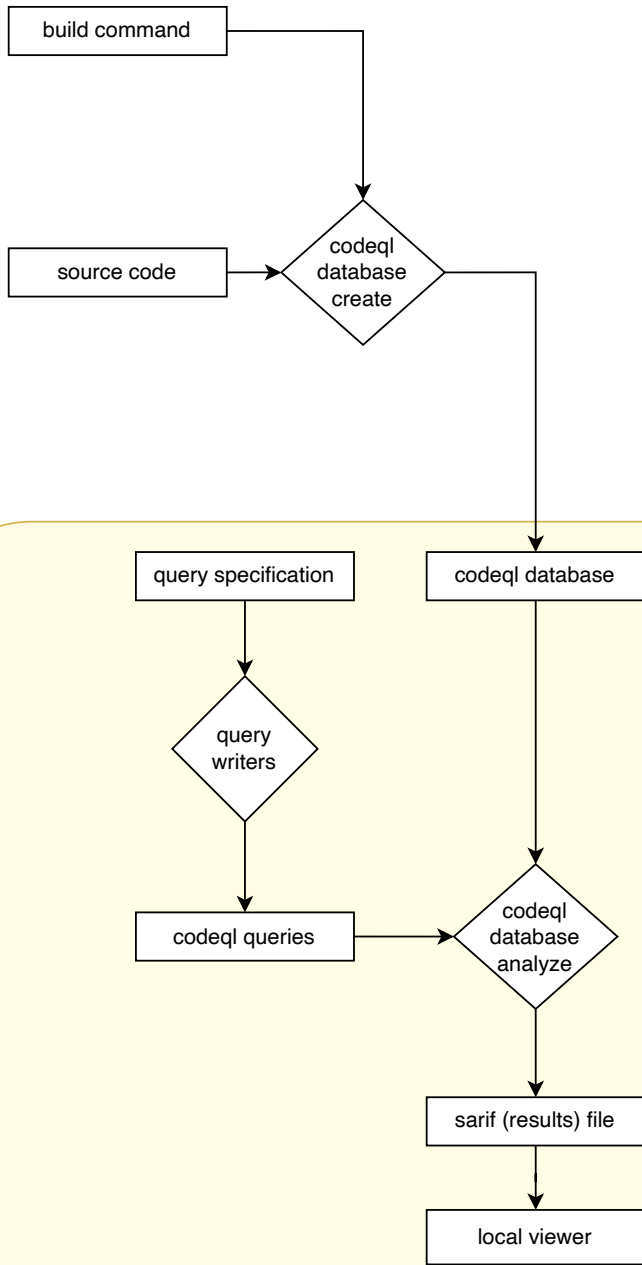 build command
source code
codeql
database
create
query specification
codeql database
query
writers
codeql queries
codeql
database
analyze
sarif (results) file
local viewer